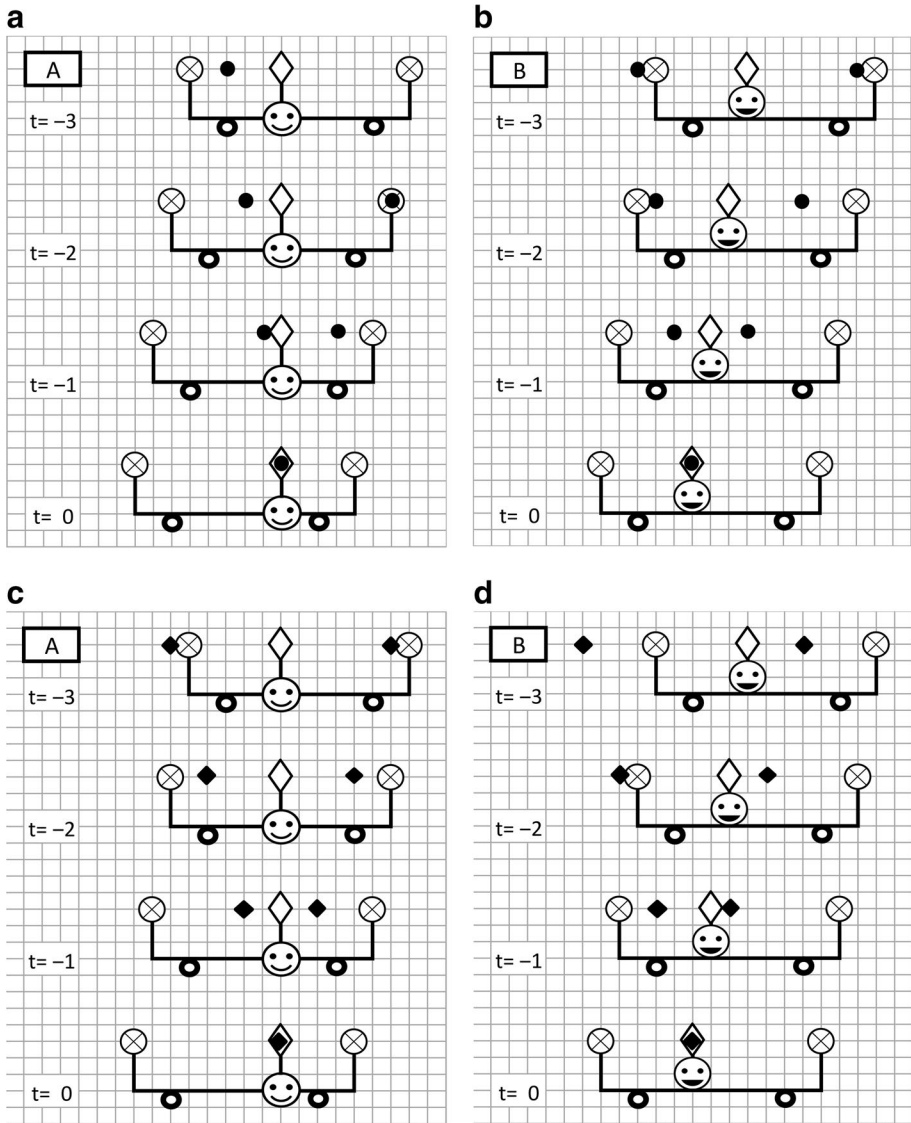 a
A
t= –3
t= –2
t= –1
t= 0
b
B
t= –3
t= –2
t= –1
t= 0
c
A
t= –3
t= –2
t= –1
t= 0
d
B
t= –3
t= –2
t= –1
t= 0